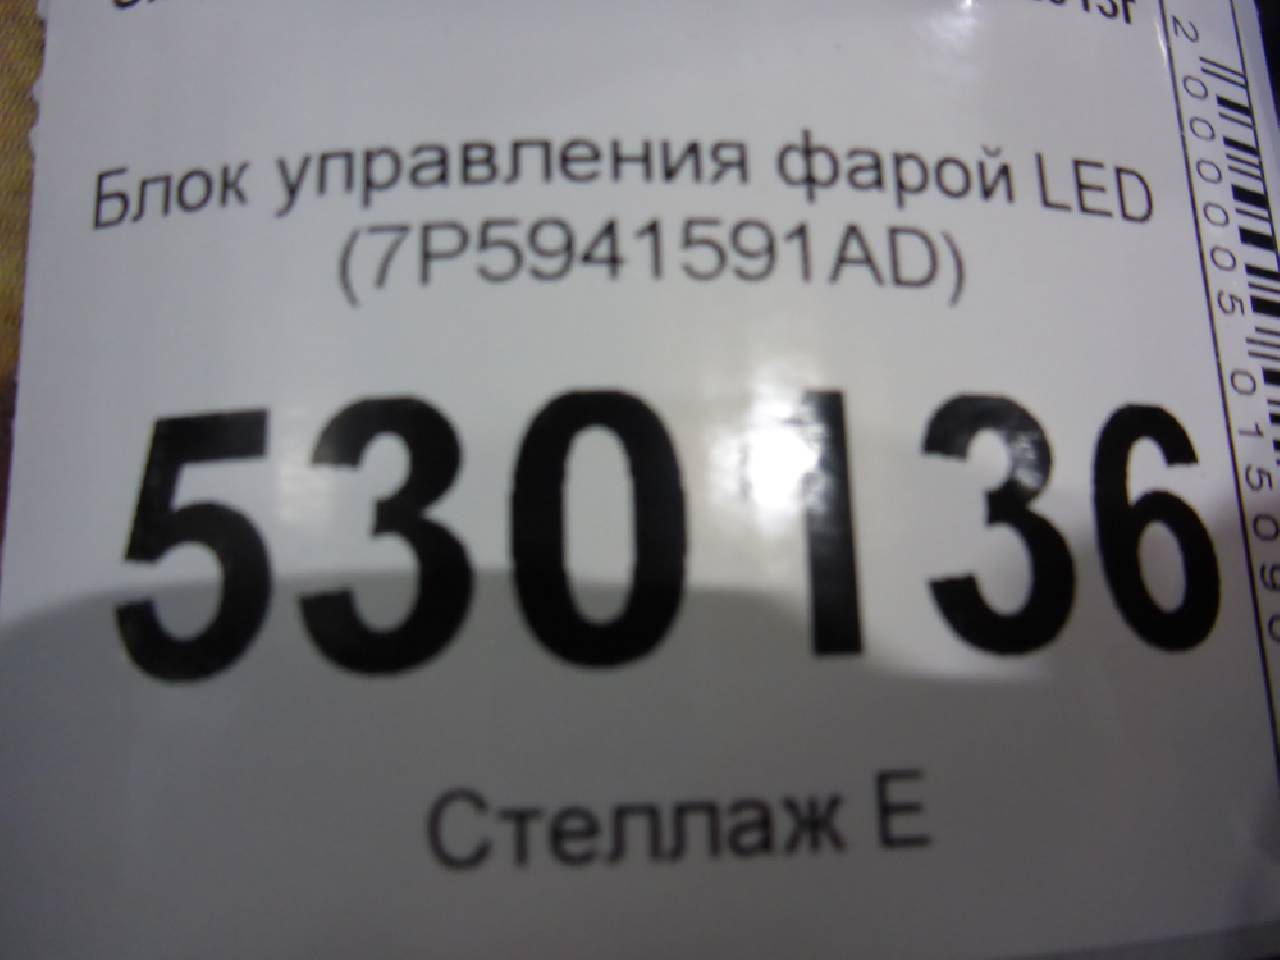 Блок управления фарой LED
(7P5941591AD)
530136
Стеллаж E